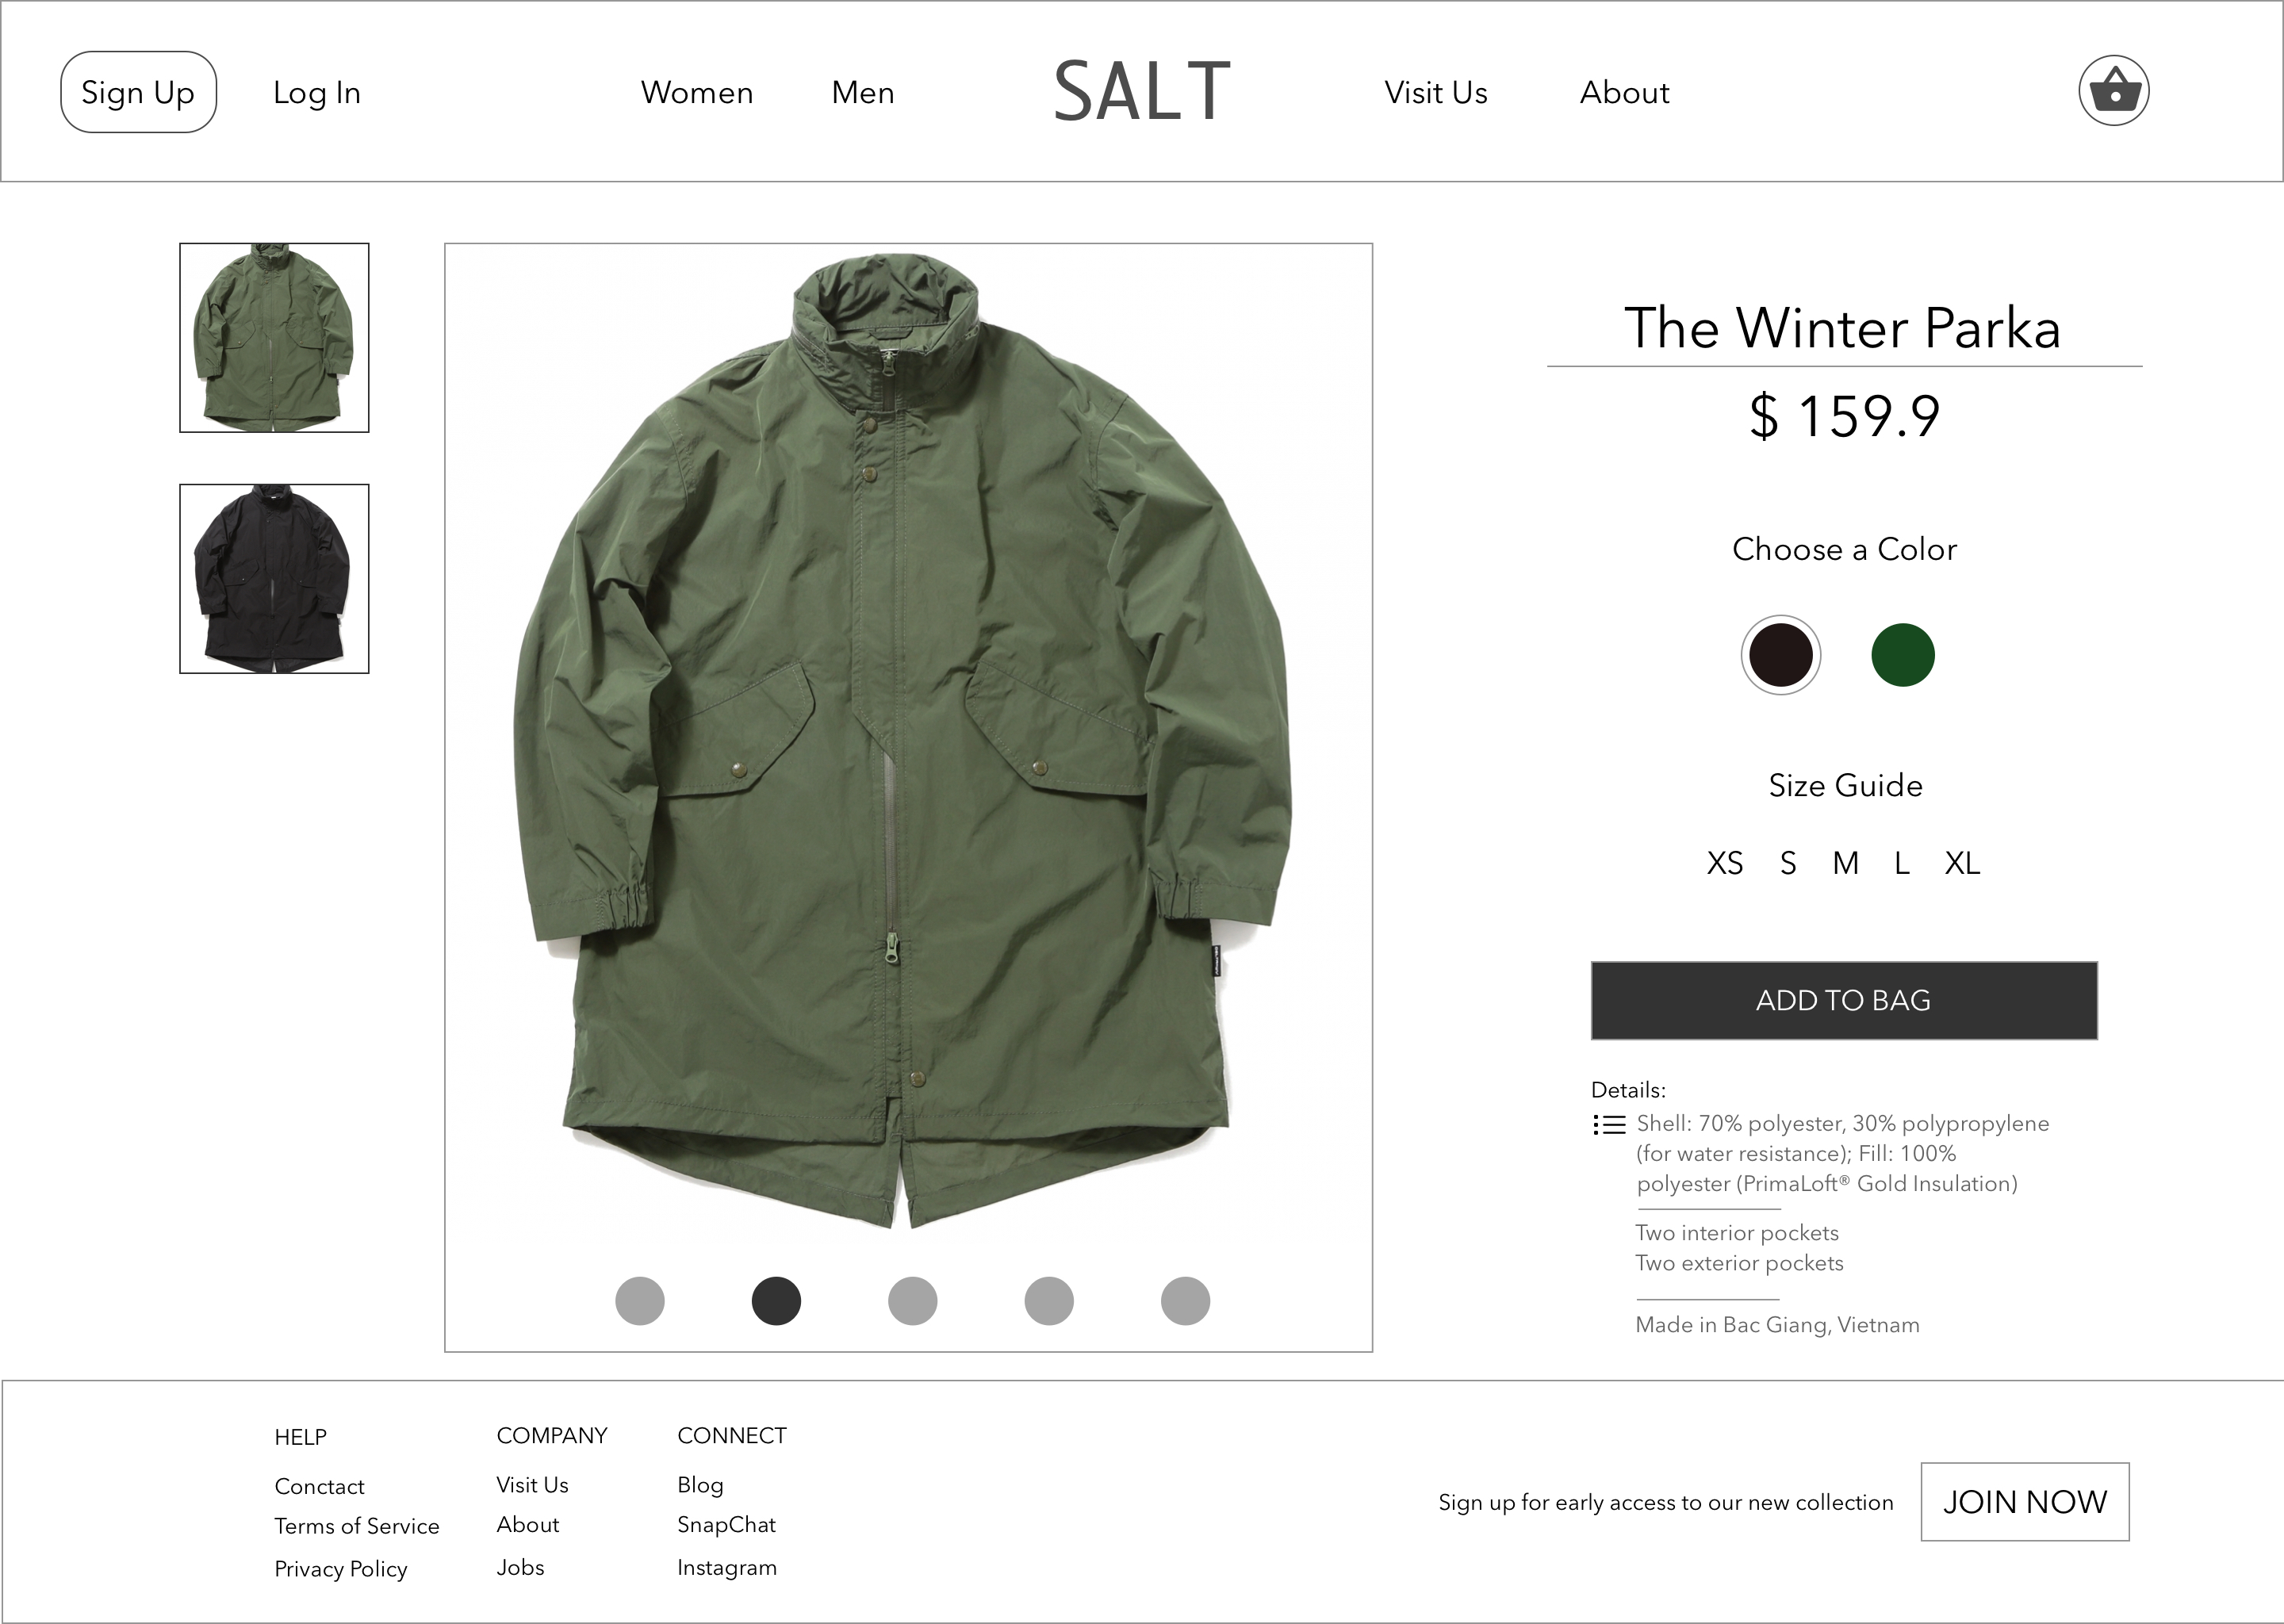 Sign Up
Log In
Women
Men
SALT
Visit Us
About
The Winter Parka
$ 159.9
Choose a Color
Size Guide
XS S M L XL
ADD TO BAG
Details:
Shell: 70% polyester, 30% polypropylene
(for water resistance); Fill: 100%
polyester (PrimaLoft® Gold Insulation)
Two interior pockets
Two exterior pockets
Made in Bac Giang, Vietnam
HELP
Conctact
Terms of Service
Privacy Policy
COMPANY
Visit Us
About
Jobs
CONNECT
Blog
SnapChat
Instagram
Sign up for early access to our new collection
JOIN NOW